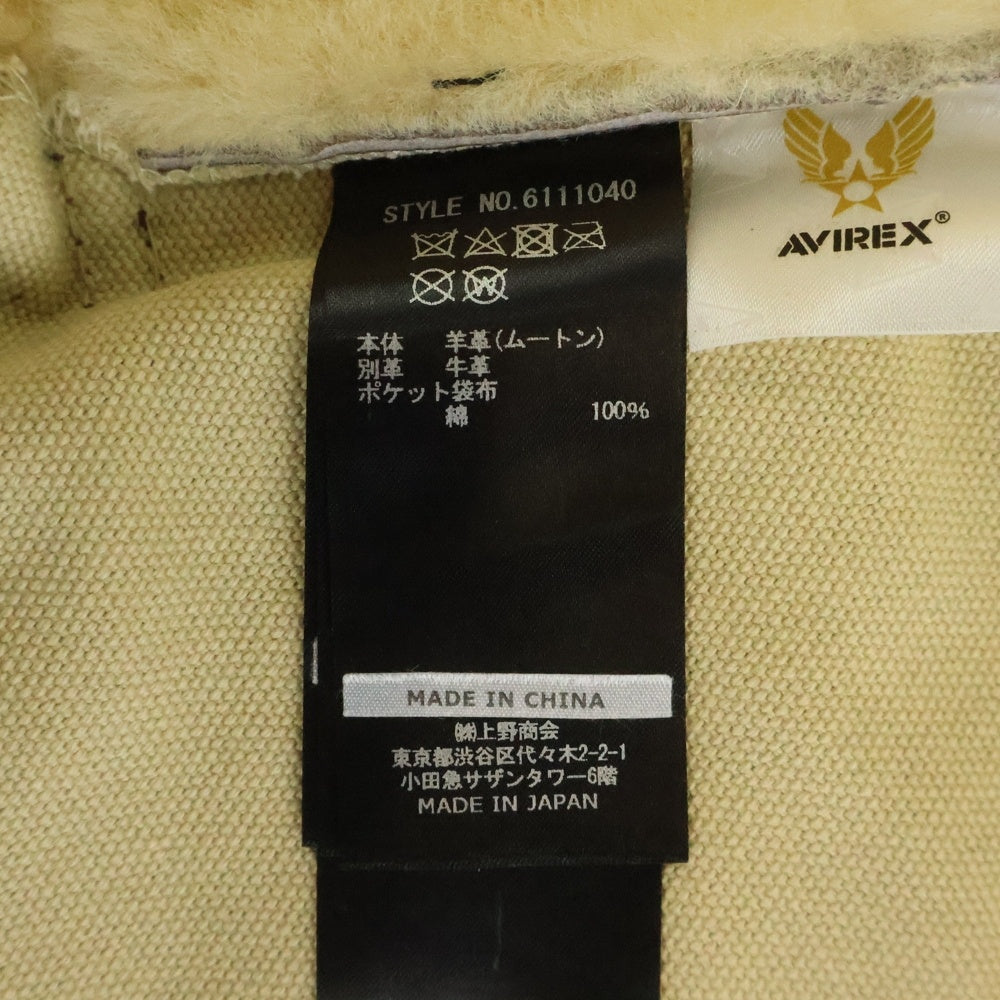 STYLE NO.6111040
本体 羊革(ムートン)
別革 牛革
ポケット袋布
綿 100%
MADE IN CHINA
㈱上野商会
東京都渋谷区代々木2-2-1
小田急サザンタワー6階
MADE IN JAPAN
AVIREX®